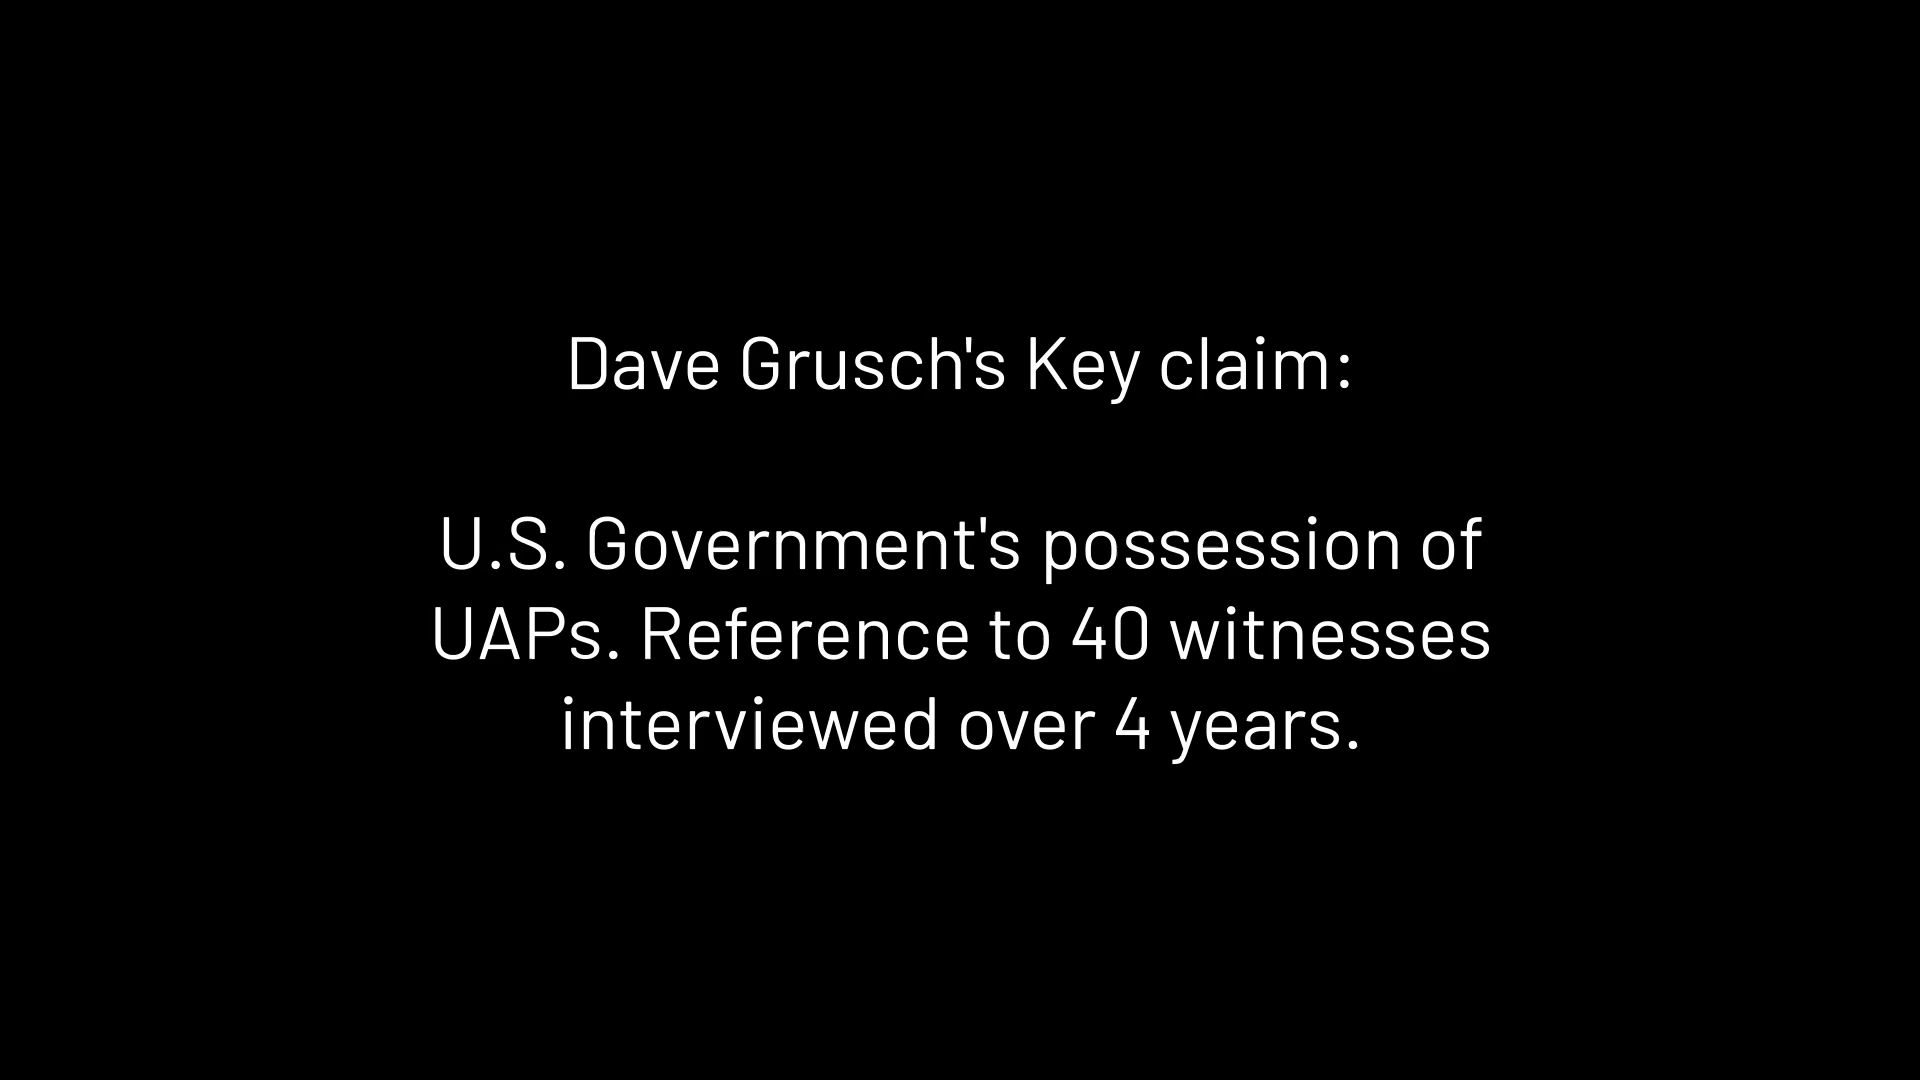 Dave Grusch's Key claim:
U.S. Government's possession of
UAPs. Reference to 40 witnesses
interviewed over 4 years.